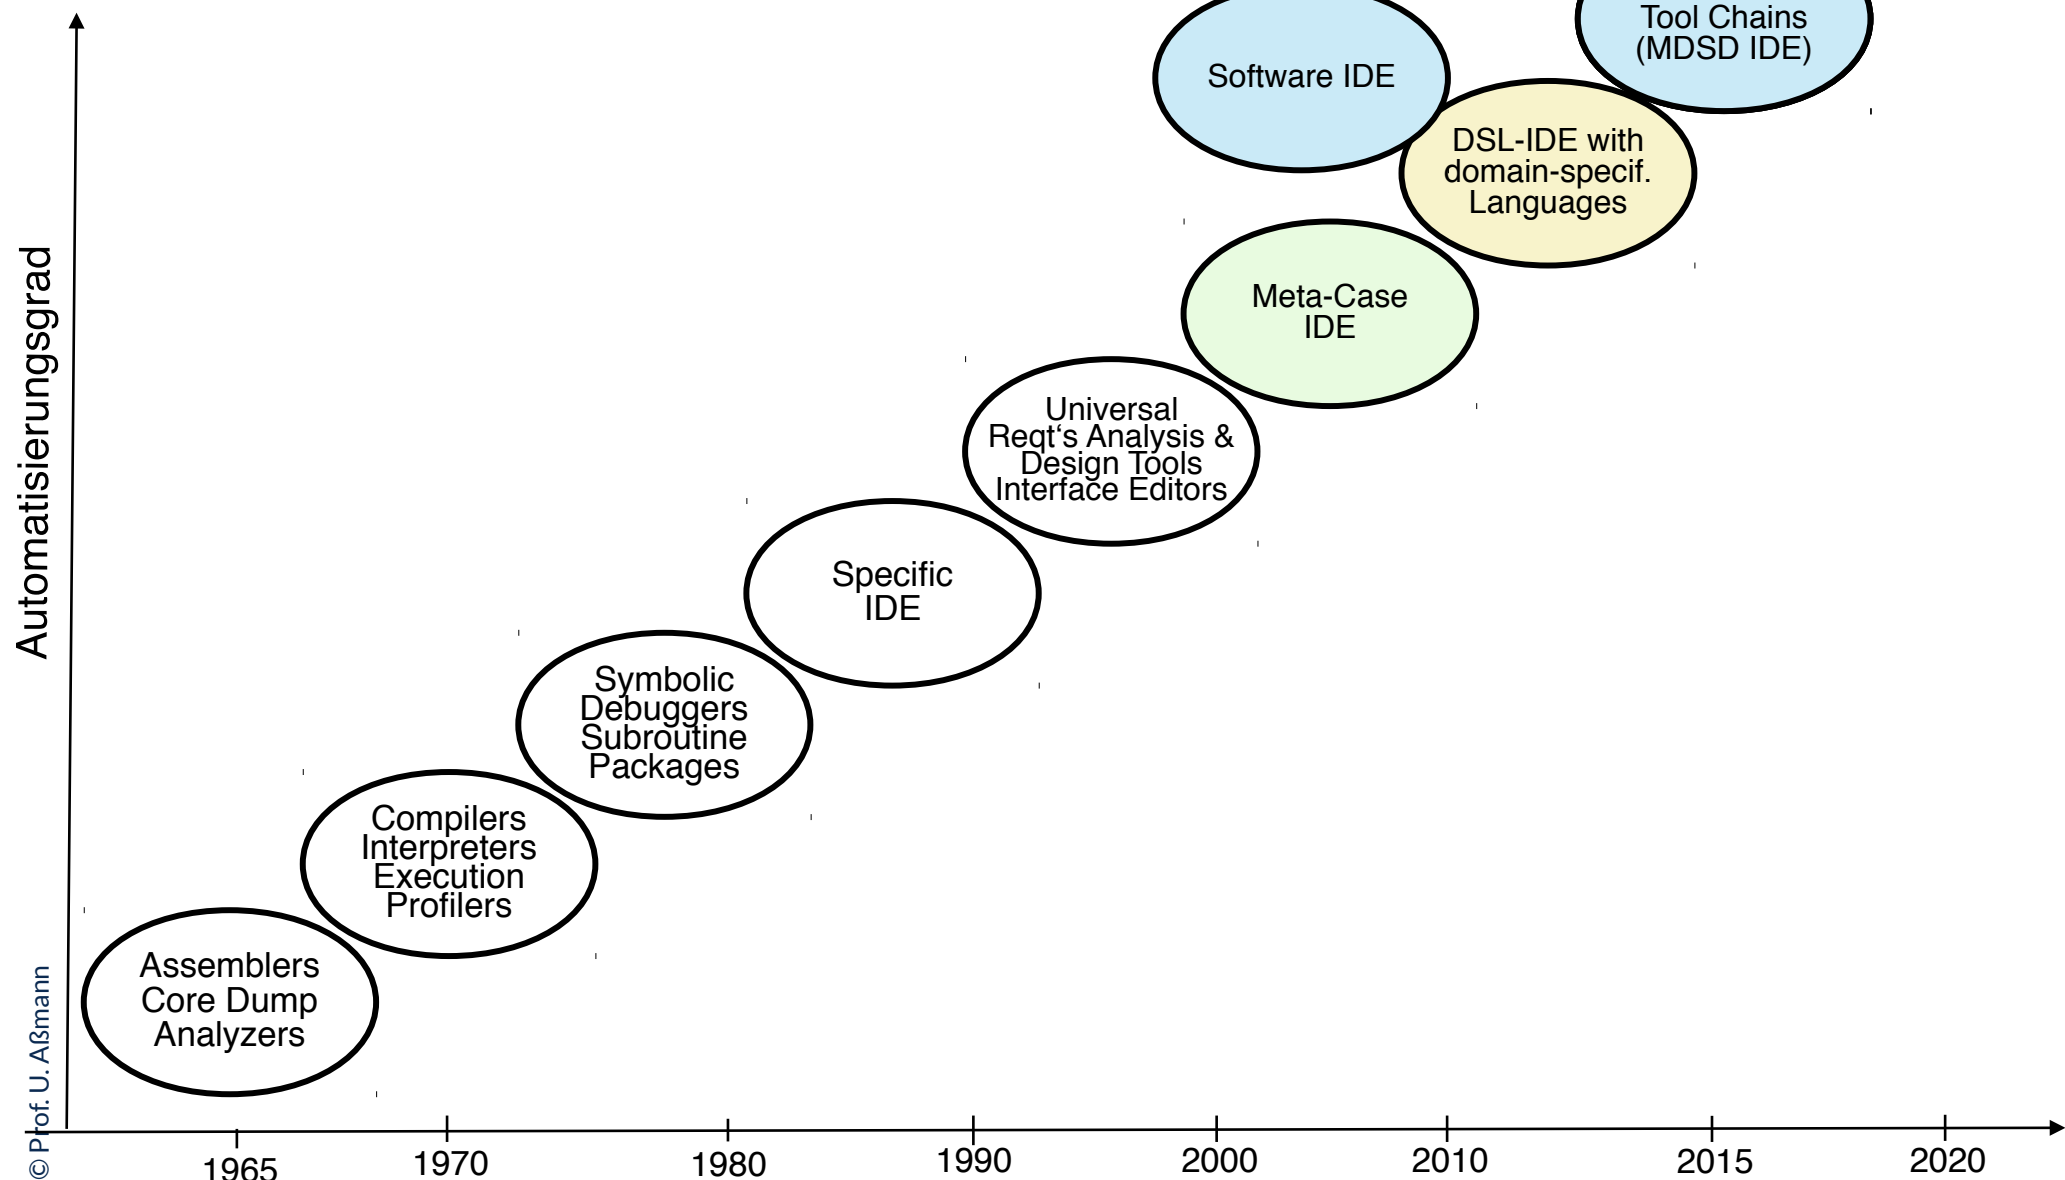 Tool Chains
(MDSD IDE)
Software IDE
DSL-IDE with
domain-specif.
Languages
Meta-Case
IDE
Universal
Reqt‘s Analysis &
Design Tools
Interface Editors
Specific
IDE
Symbolic
Debuggers
Subroutine
Packages
Compilers
Interpreters
Execution
Profilers
Assemblers
Core Dump
Analyzers
Automatisierungsgrad
© Prof. U. Aßmann
1965 1970 1980 1990 2000 2010 2015 2020